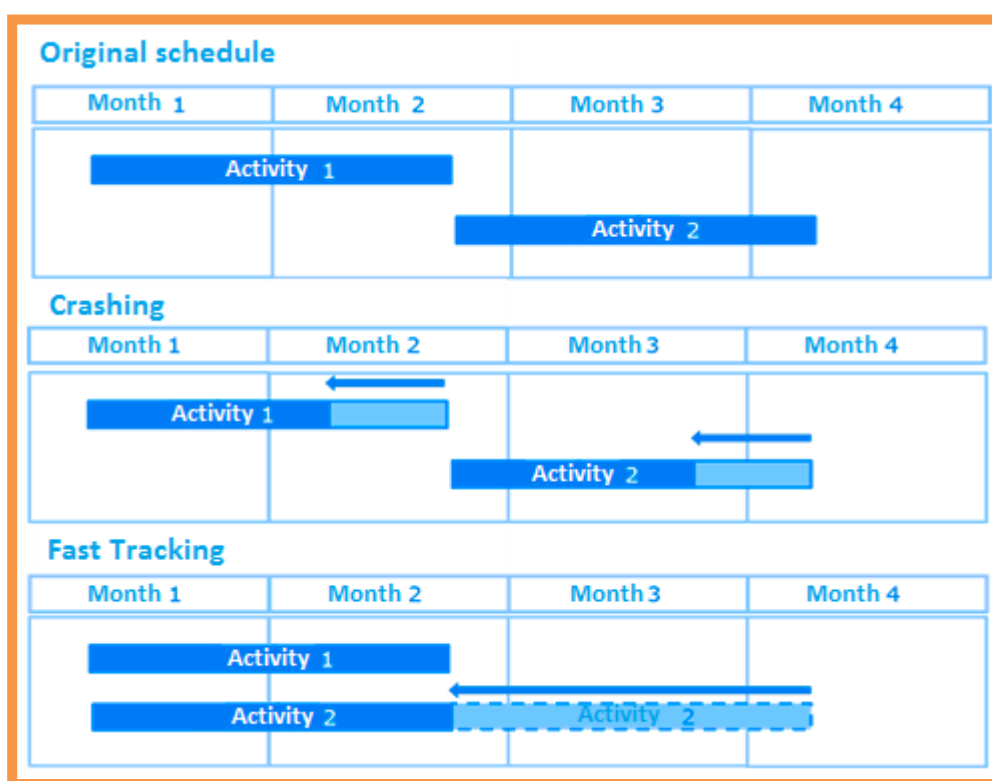 Original schedule
Month 1 Month 2 Month 3 Month 4
Activity 1
Activity 2
Crashing
Month 1 Month 2 Month 3 Month 4
Activity 1
Activity 2
Fast Tracking
Month 1 Month 2 Month 3 Month 4
Activity 1
Activity 2 Activity 2